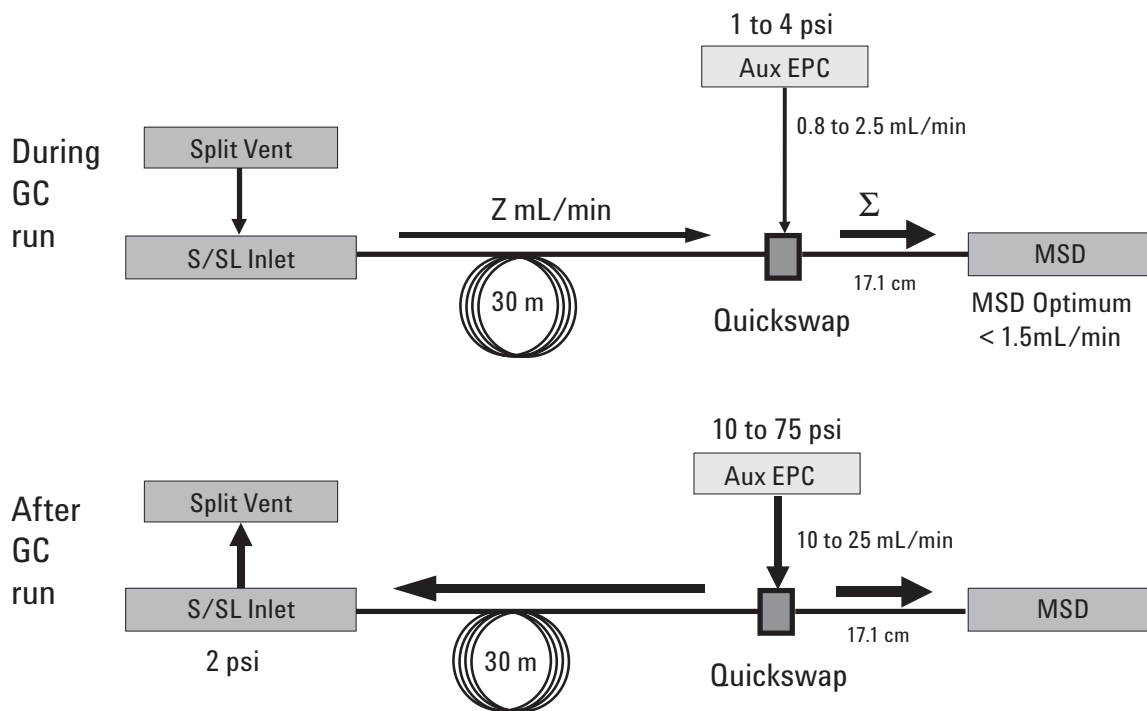 1 to 4 psi
Aux EPC
0.8 to 2.5 mL/min
During
GC
run
Split Vent
S/SL Inlet
Z mL/min
30 m
Quickswap
Σ
17.1 cm
MSD
MSD Optimum
< 1.5mL/min
10 to 75 psi
Aux EPC
10 to 25 mL/min
After
GC
run
Split Vent
S/SL Inlet
2 psi
30 m
Quickswap
17.1 cm
MSD